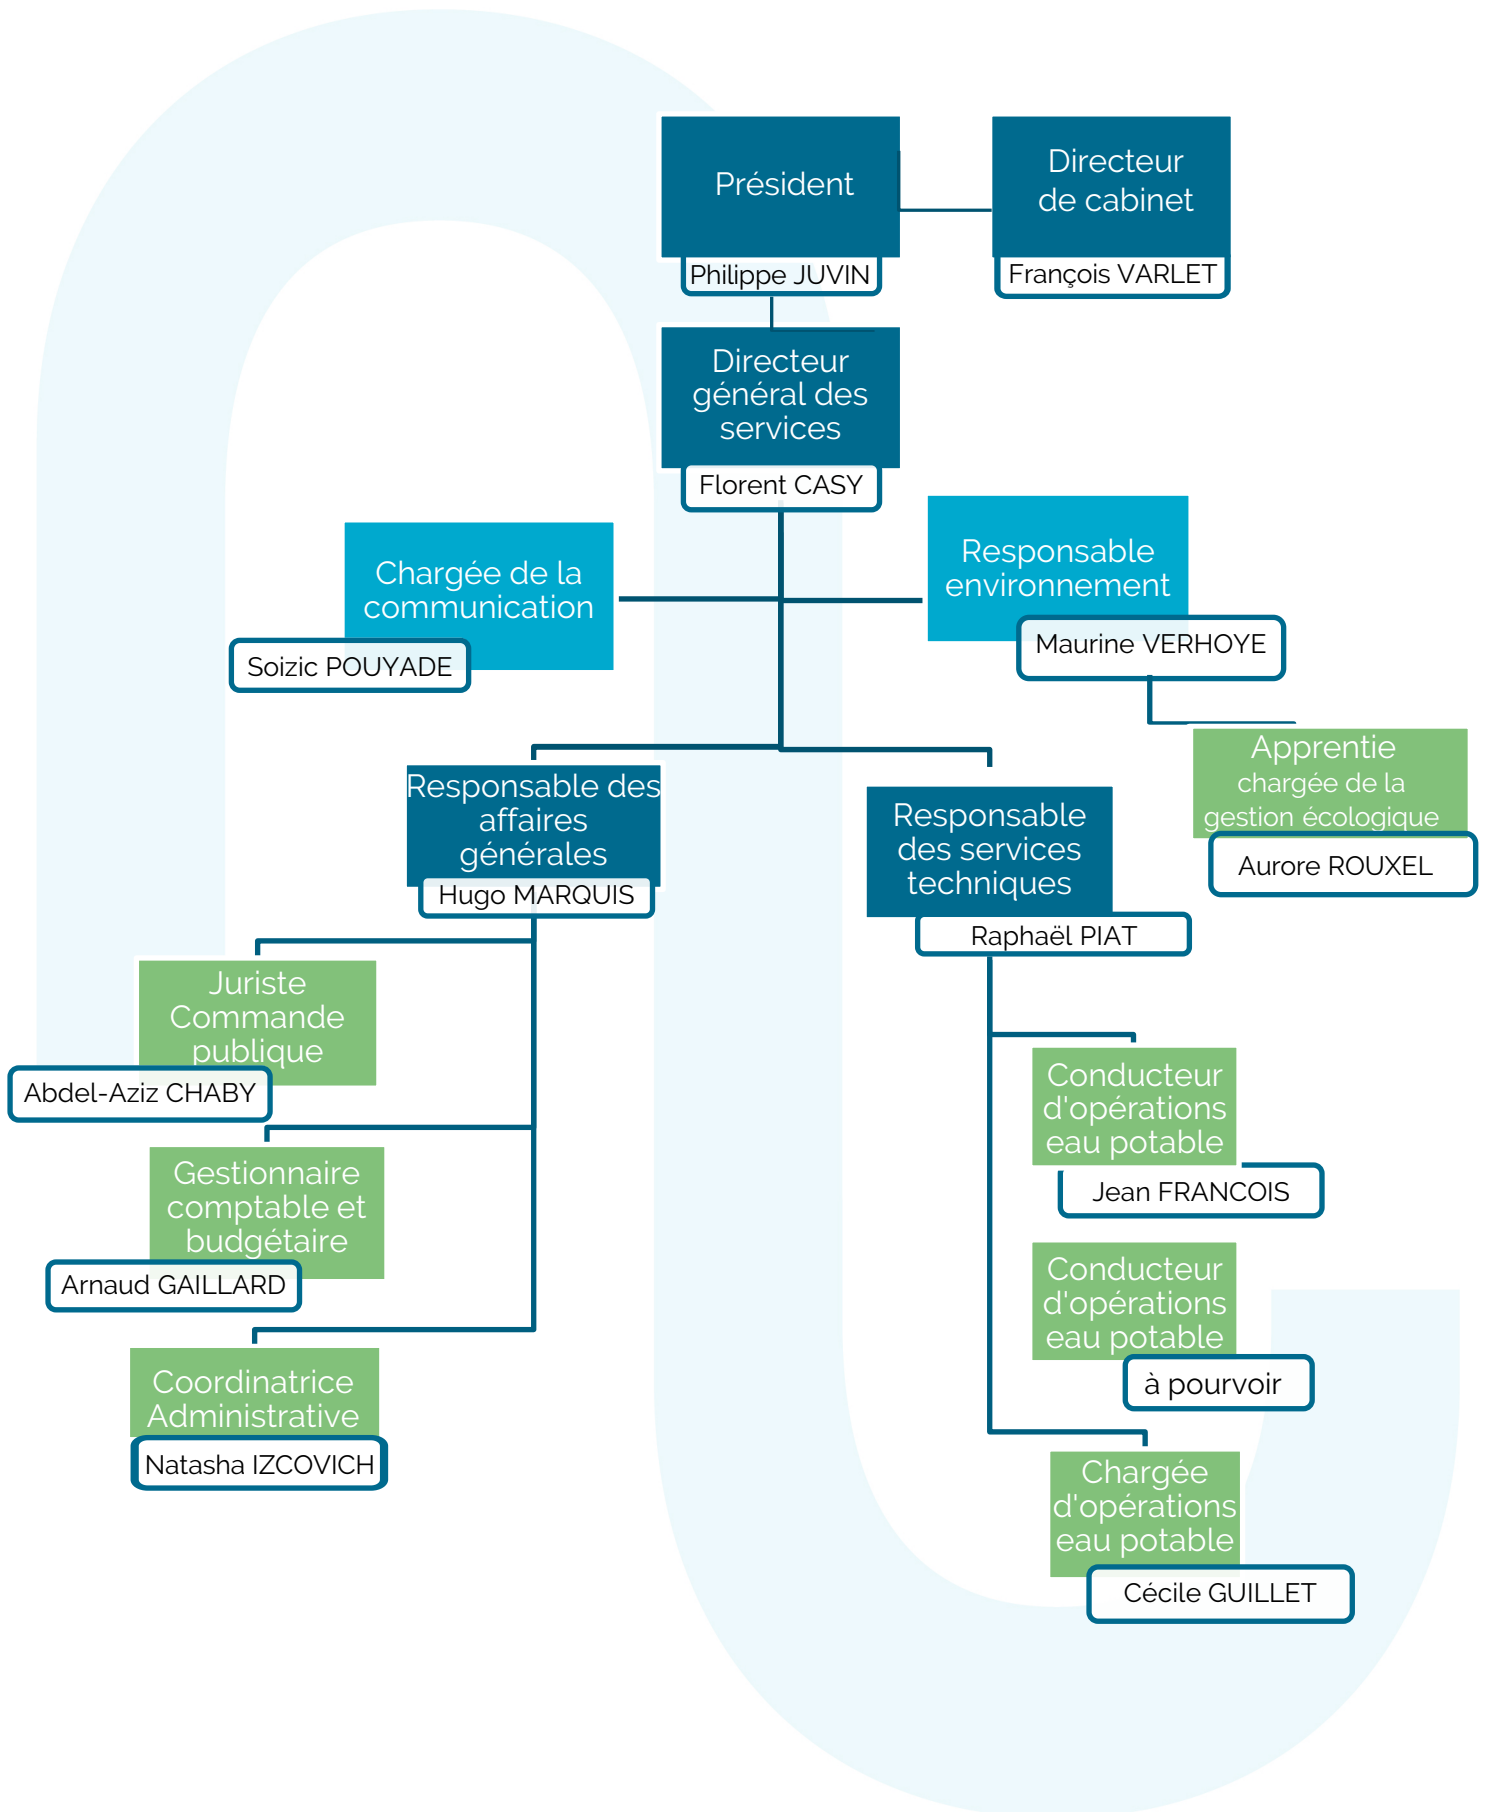 Président
Philippe JUVIN
Directeur
de cabinet
François VARLET
Directeur
général des
services
Florent CASY
Chargée de la
communication
Soizic POUYADE
Responsable
environnement
Maurine VERHOYE
Apprentie
chargée de la
gestion écologique
Aurore ROUXEL
Responsable des
affaires
générales
Hugo MARQUIS
Responsable
des services
techniques
Raphaël PIAT
Juriste
Commande
publique
Abdel-Aziz CHABY
Gestionnaire
comptable et
budgétaire
Arnaud GAILLARD
Coordinatrice
Administrative
Natasha IZCOVICH
Conducteur
d'opérations
eau potable
Jean FRANCOIS
Conducteur
d'opérations
eau potable
à pourvoir
Chargée
d'opérations
eau potable
Cécile GUILLET